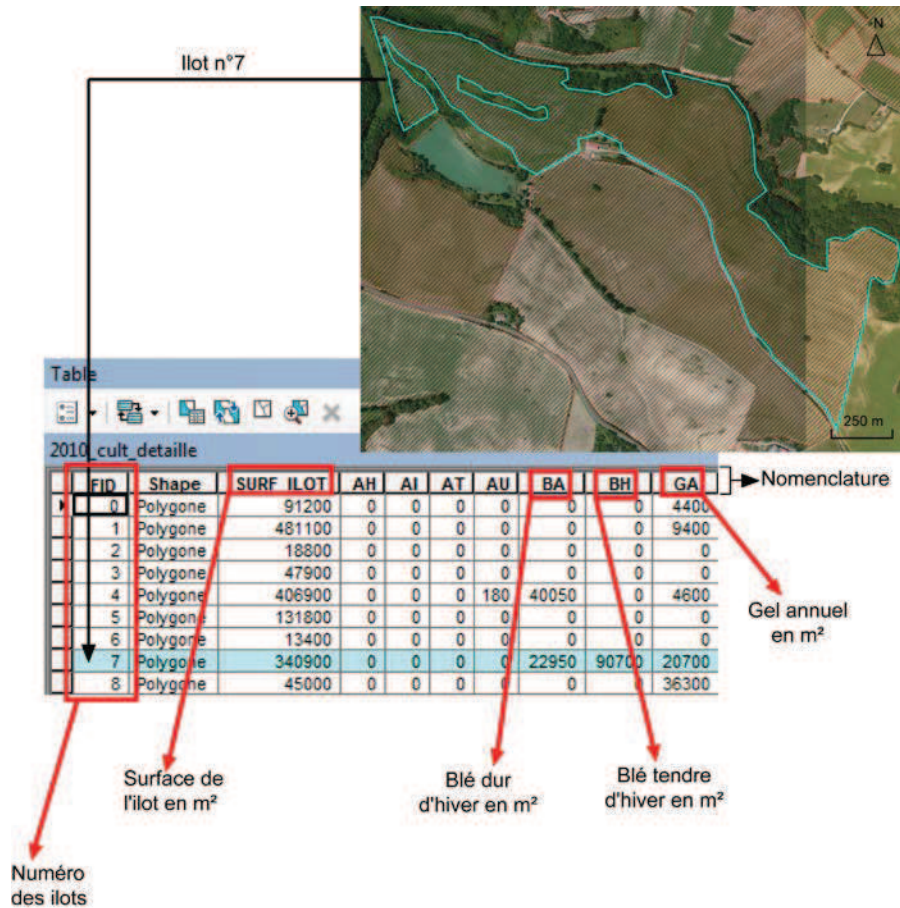 Ilot n°7
N
250 m
Table
2010_cult_detaille
FID Shape SURF_ILOT AH AI AT AU BA BH GA
Nomenclature
0 Polygone 91200 0 0 0 0 0 0 4400
1 Polygone 481100 0 0 0 0 0 0 9400
2 Polygone 18800 0 0 0 0 0 0 0
3 Polygone 47900 0 0 0 0 0 0 0
4 Polygone 406900 0 0 0 180 40050 0 4600
5 Polygone 131800 0 0 0 0 0 0 0
6 Polygone 13400 0 0 0 0 0 0 0
7 Polygone 340900 0 0 0 0 22950 90700 20700
8 Polygone 45000 0 0 0 0 0 0 36300
Gel annuel
en m²
Surface de
l'ilot en m²
Blé dur
d'hiver en m²
Blé tendre
d'hiver en m²
Numéro
des ilots